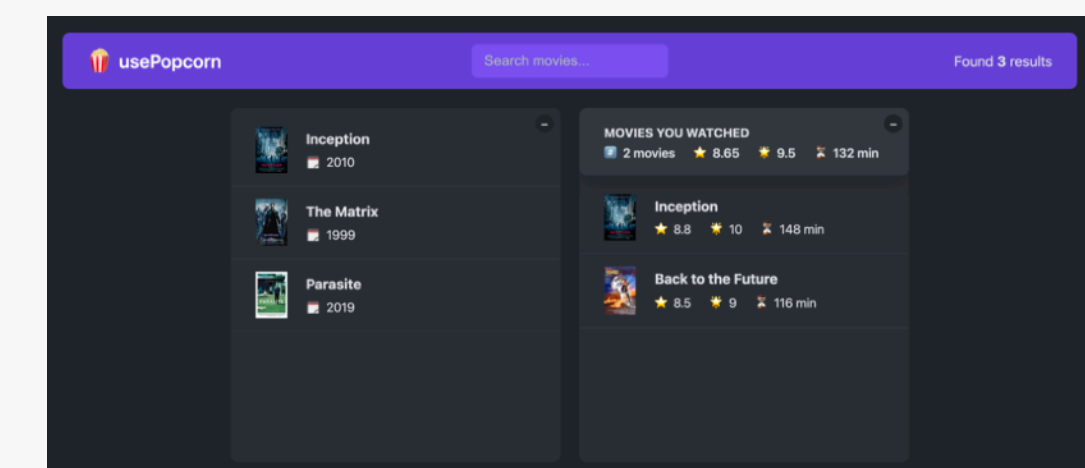 usePopcorn
Search movies...
Found 3 results
Inception
2010
The Matrix
1999
Parasite
2019
MOVIES YOU WATCHED
2 movies 8.65 9.5 132 min
Inception
8.8 10 148 min
Back to the Future
8.5 9 116 min